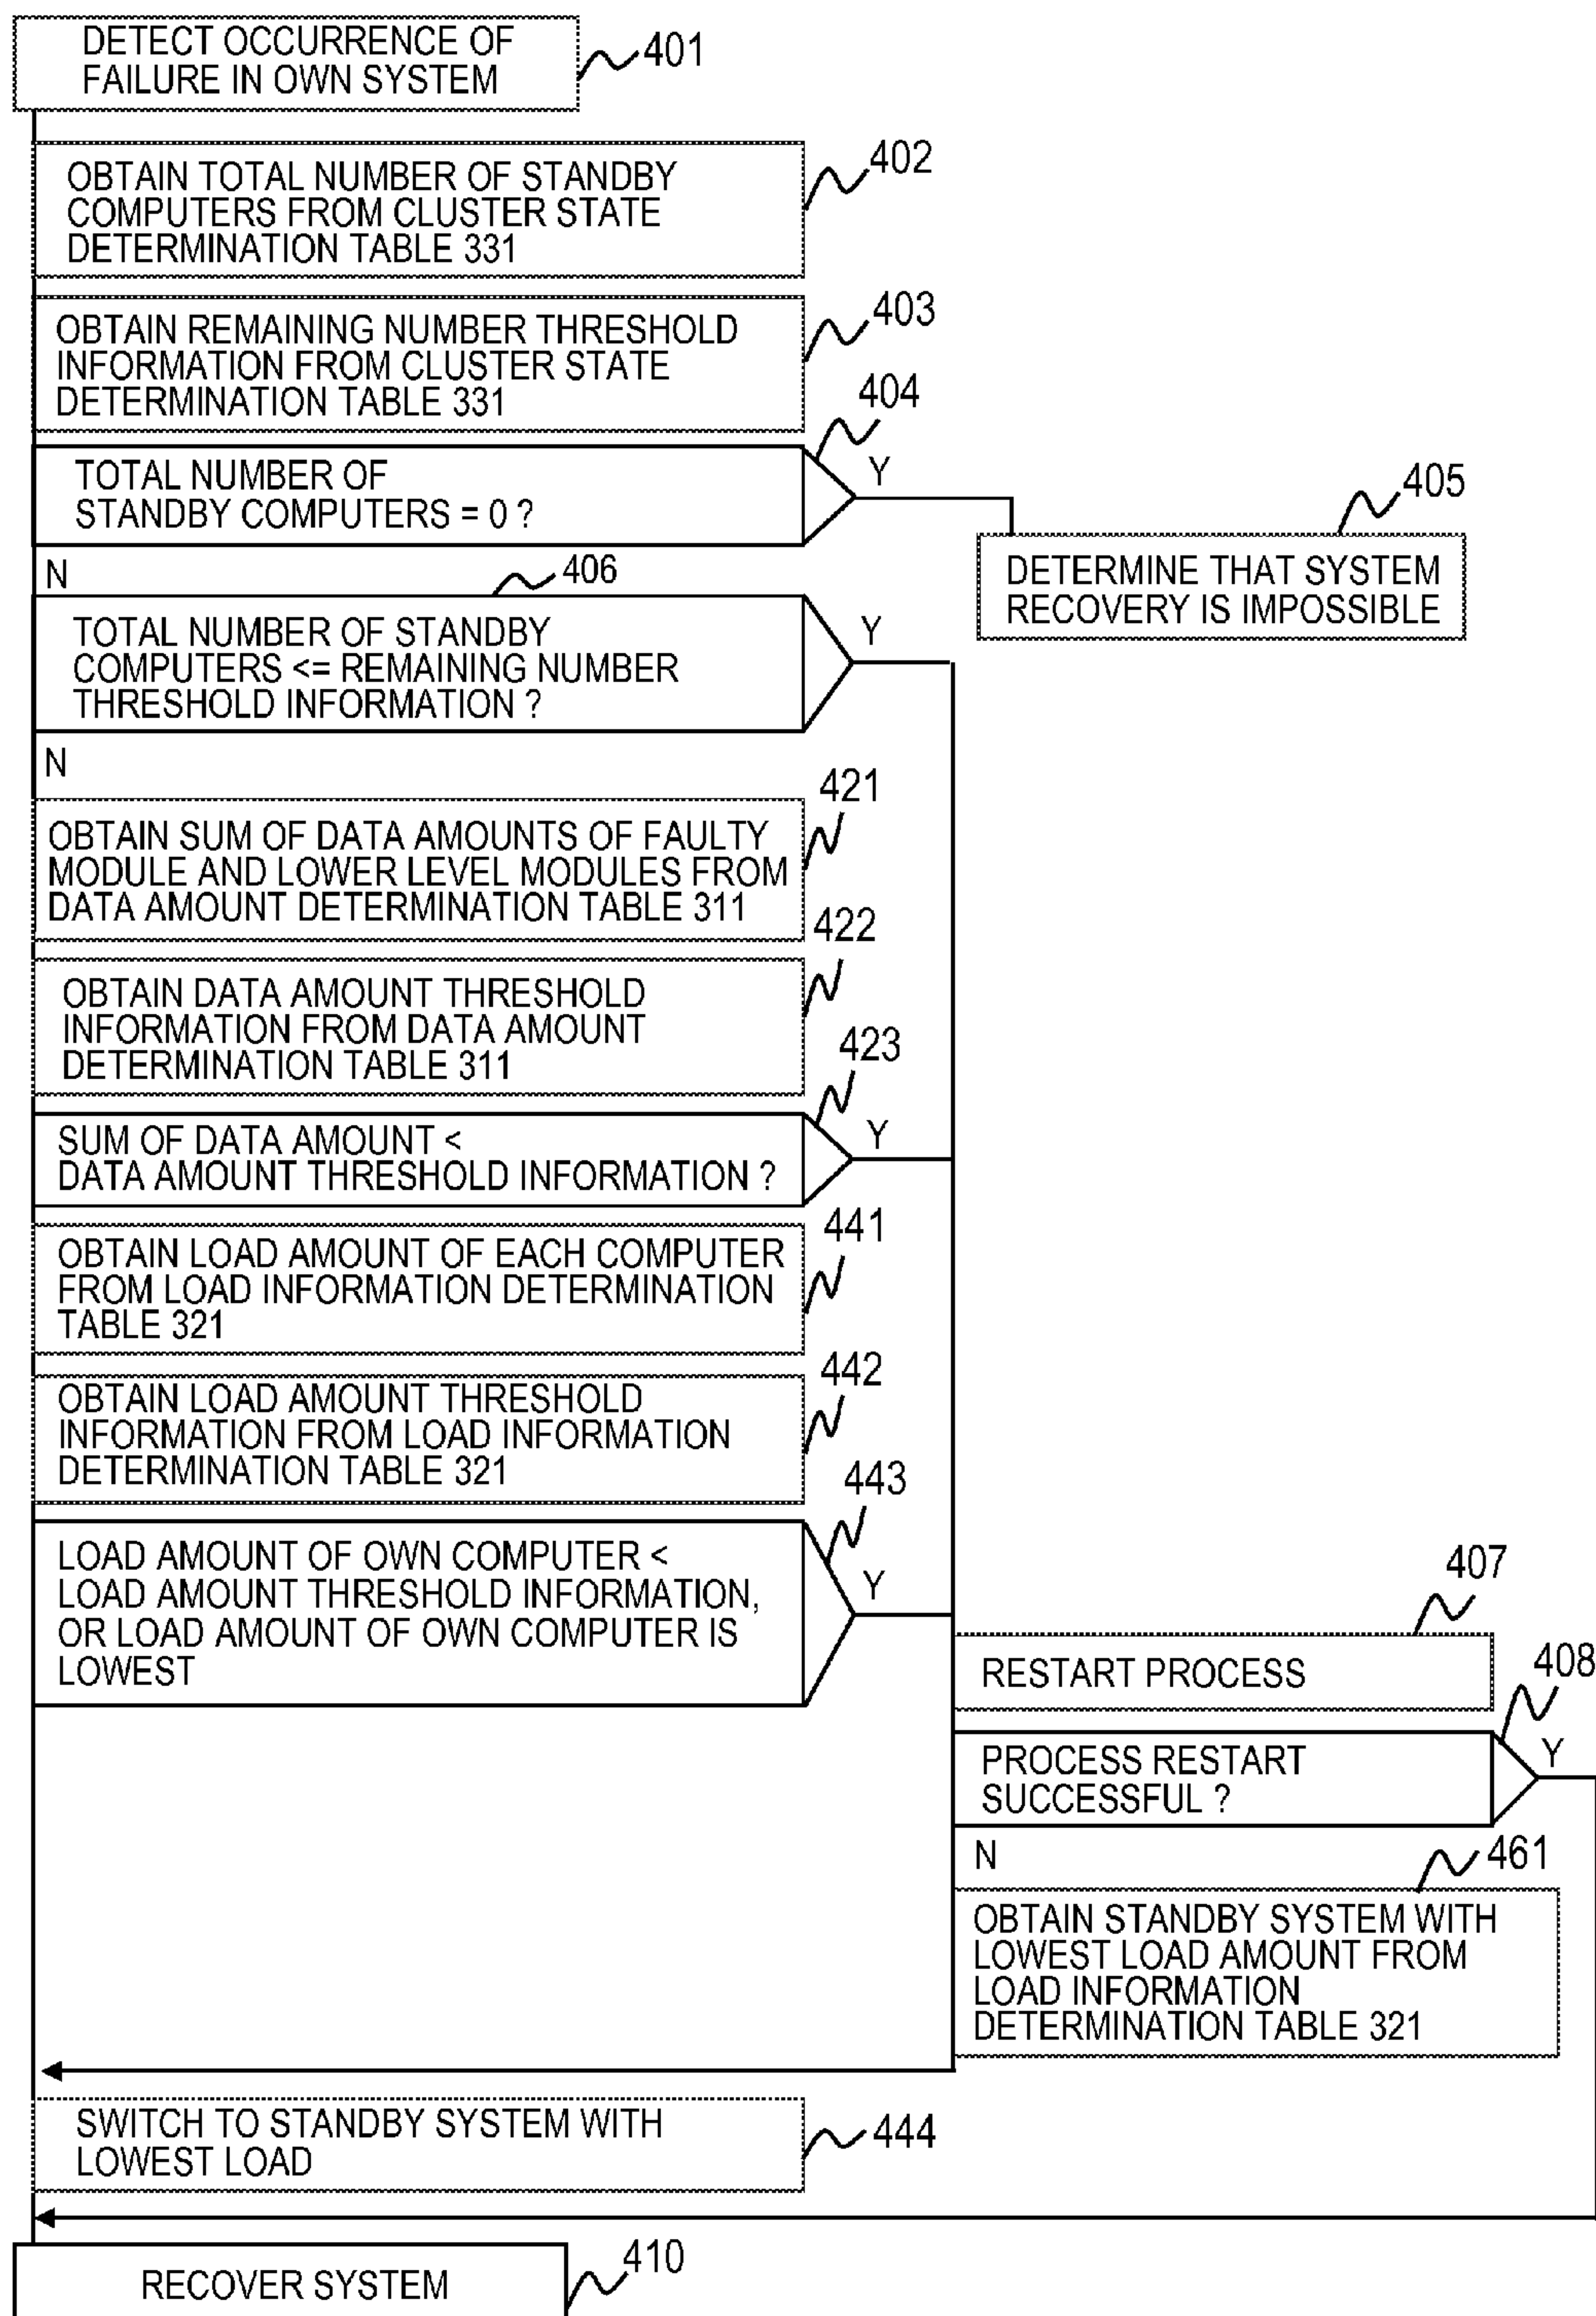 DETECT OCCURRENCE OF
FAILURE IN OWN SYSTEM
401
OBTAIN TOTAL NUMBER OF STANDBY
COMPUTERS FROM CLUSTER STATE
DETERMINATION TABLE 331
402
OBTAIN REMAINING NUMBER THRESHOLD
INFORMATION FROM CLUSTER STATE
DETERMINATION TABLE 331
403
404
TOTAL NUMBER OF
STANDBY COMPUTERS = 0 ?
Y
405
DETERMINE THAT SYSTEM
RECOVERY IS IMPOSSIBLE
N
406
TOTAL NUMBER OF STANDBY
COMPUTERS <= REMAINING NUMBER
THRESHOLD INFORMATION ?
Y
N
421
OBTAIN SUM OF DATA AMOUNTS OF FAULTY
MODULE AND LOWER LEVEL MODULES FROM
DATA AMOUNT DETERMINATION TABLE 311
422
OBTAIN DATA AMOUNT THRESHOLD
INFORMATION FROM DATA AMOUNT
DETERMINATION TABLE 311
423
SUM OF DATA AMOUNT <
DATA AMOUNT THRESHOLD INFORMATION ?
Y
441
OBTAIN LOAD AMOUNT OF EACH COMPUTER
FROM LOAD INFORMATION DETERMINATION
TABLE 321
442
OBTAIN LOAD AMOUNT THRESHOLD
INFORMATION FROM LOAD INFORMATION
DETERMINATION TABLE 321
443
LOAD AMOUNT OF OWN COMPUTER <
LOAD AMOUNT THRESHOLD INFORMATION,
OR LOAD AMOUNT OF OWN COMPUTER IS
LOWEST
Y
407
RESTART PROCESS
408
PROCESS RESTART
SUCCESSFUL ?
Y
N
461
OBTAIN STANDBY SYSTEM WITH
LOWEST LOAD AMOUNT FROM
LOAD INFORMATION
DETERMINATION TABLE 321
SWITCH TO STANDBY SYSTEM WITH
LOWEST LOAD
444
RECOVER SYSTEM
410